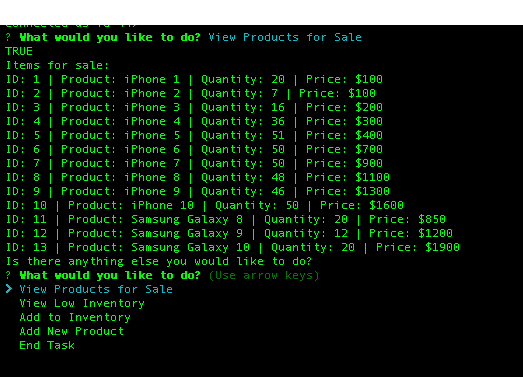 ? What would you like to do? View Products for Sale
TRUE
Items for sale:
ID: 1 | Product: iPhone 1 | Quantity: 20 | Price: $100
ID: 2 | Product: iPhone 2 | Quantity: 7 | Price: $100
ID: 3 | Product: iPhone 3 | Quantity: 16 | Price: $200
ID: 4 | Product: iPhone 4 | Quantity: 36 | Price: $300
ID: 5 | Product: iPhone 5 | Quantity: 51 | Price: $400
ID: 6 | Product: iPhone 6 | Quantity: 50 | Price: $700
ID: 7 | Product: iPhone 7 | Quantity: 50 | Price: $900
ID: 8 | Product: iPhone 8 | Quantity: 48 | Price: $1100
ID: 9 | Product: iPhone 9 | Quantity: 46 | Price: $1300
ID: 10 | Product: iPhone 10 | Quantity: 50 | Price: $1600
ID: 11 | Product: Samsung Galaxy 8 | Quantity: 20 | Price: $850
ID: 12 | Product: Samsung Galaxy 9 | Quantity: 12 | Price: $1200
ID: 13 | Product: Samsung Galaxy 10 | Quantity: 20 | Price: $1900
Is there anything else you would like to do?
? What would you like to do? (Use arrow keys)
> View Products for Sale
View Low Inventory
Add to Inventory
Add New Product
End Task